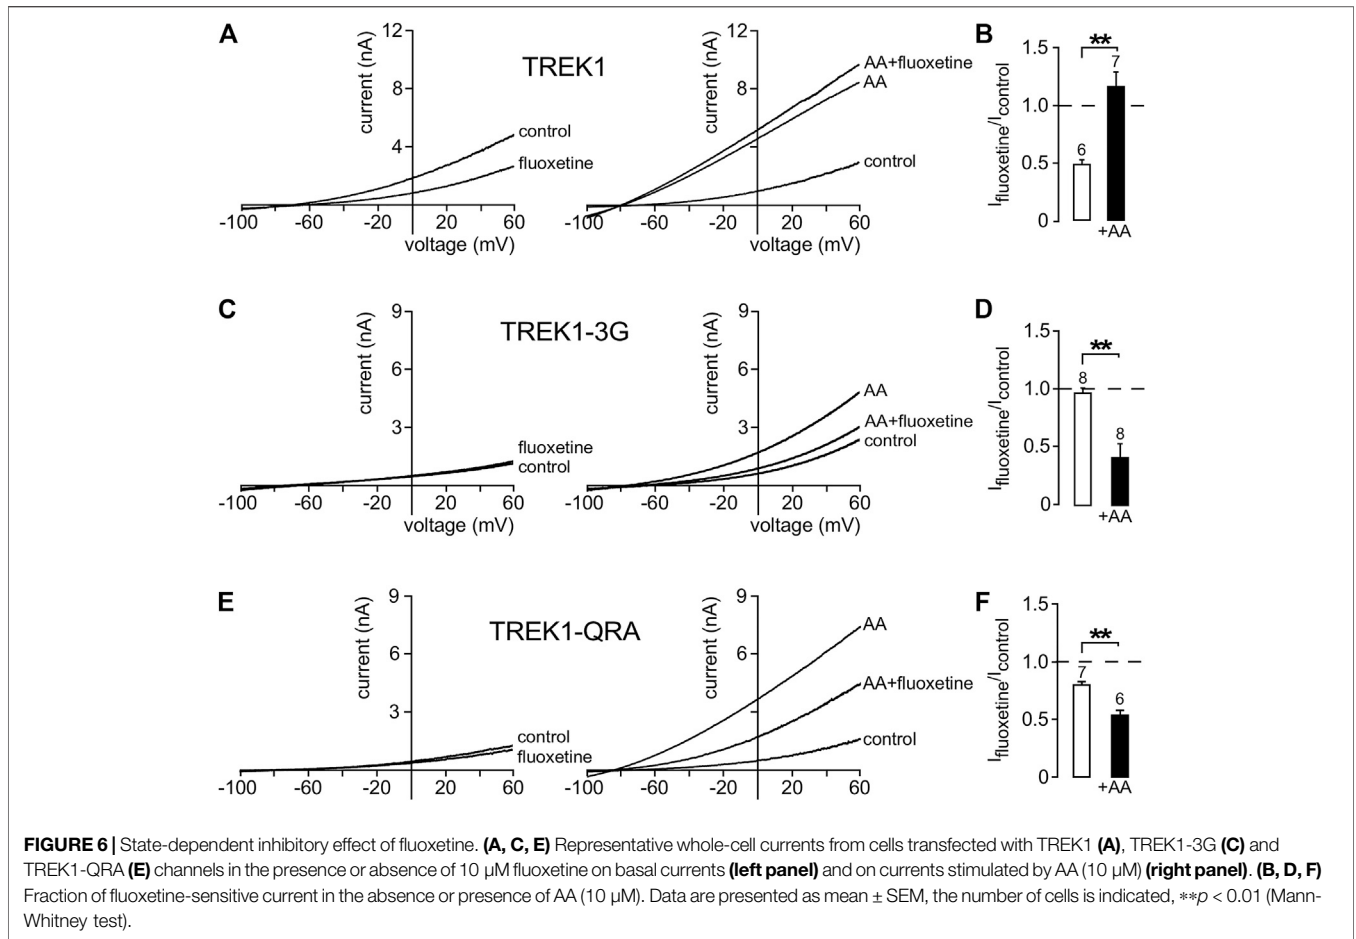 A
12
8
4
current (nA)
TREK1
control
fluoxetine
-100 -60 -20 20 60
voltage (mV)
12
8
4
current (nA)
AA+fluoxetine
AA
control
-100 -60 -20 20 60
voltage (mV)
B
1.5
1.0
0.5
0
Ifluoxetine/Icontrol
**
6
7
+AA
C
9
6
3
current (nA)
TREK1-3G
fluoxetine
control
-100 -60 -20 20 60
voltage (mV)
9
6
3
current (nA)
AA
AA+fluoxetine
control
-100 -60 -20 20 60
voltage (mV)
D
1.5
1.0
0.5
0
Ifluoxetine/Icontrol
**
8
8
+AA
E
9
6
3
current (nA)
TREK1-QRA
control
fluoxetine
-100 -60 -20 20 60
9
6
3
current (nA)
AA
AA+fluoxetine
control
-100 -60 -20 20 60
F
1.5
1.0
0.5
0
Ifluoxetine/Icontrol
**
7
6
+AA
FIGURE 6 | State-dependent inhibitory effect of fluoxetine. (A, C, E) Representative whole-cell currents from cells transfected with TREK1 (A), TREK1-3G (C) and
TREK1-QRA (E) channels in the presence or absence of 10 µM fluoxetine on basal currents (left panel) and on currents stimulated by AA (10 µM) (right panel). (B, D, F)
Fraction of fluoxetine-sensitive current in the absence or presence of AA (10 µM). Data are presented as mean ± SEM, the number of cells is indicated, **p < 0.01 (Mann-
Whitney test).